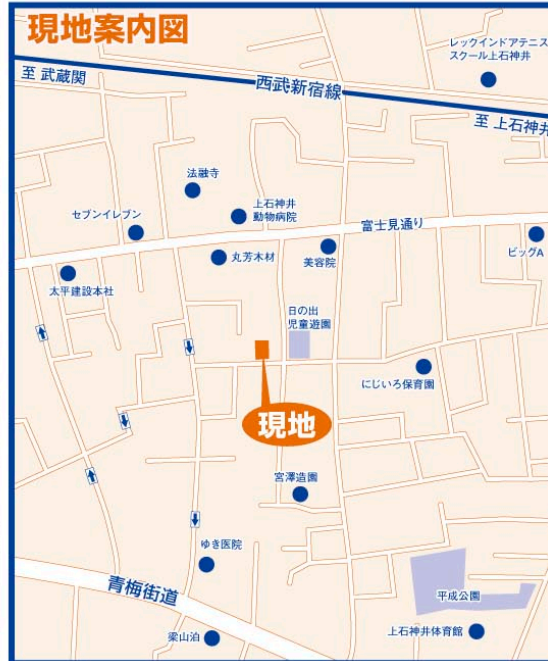 現地案内図
レックインドアテニス
スクール上石神井
至 武蔵関
西武新宿線
至 上石神井
法融寺
上石神井
動物病院
セブンイレブン
富士見通り
丸芳木材
美容院
ビッグA
太平建設本社
日の出
児童遊園
にじいろ保育園
現地
宮澤造園
ゆき医院
青梅街道
平成公園
梁山泊
上石神井体育館